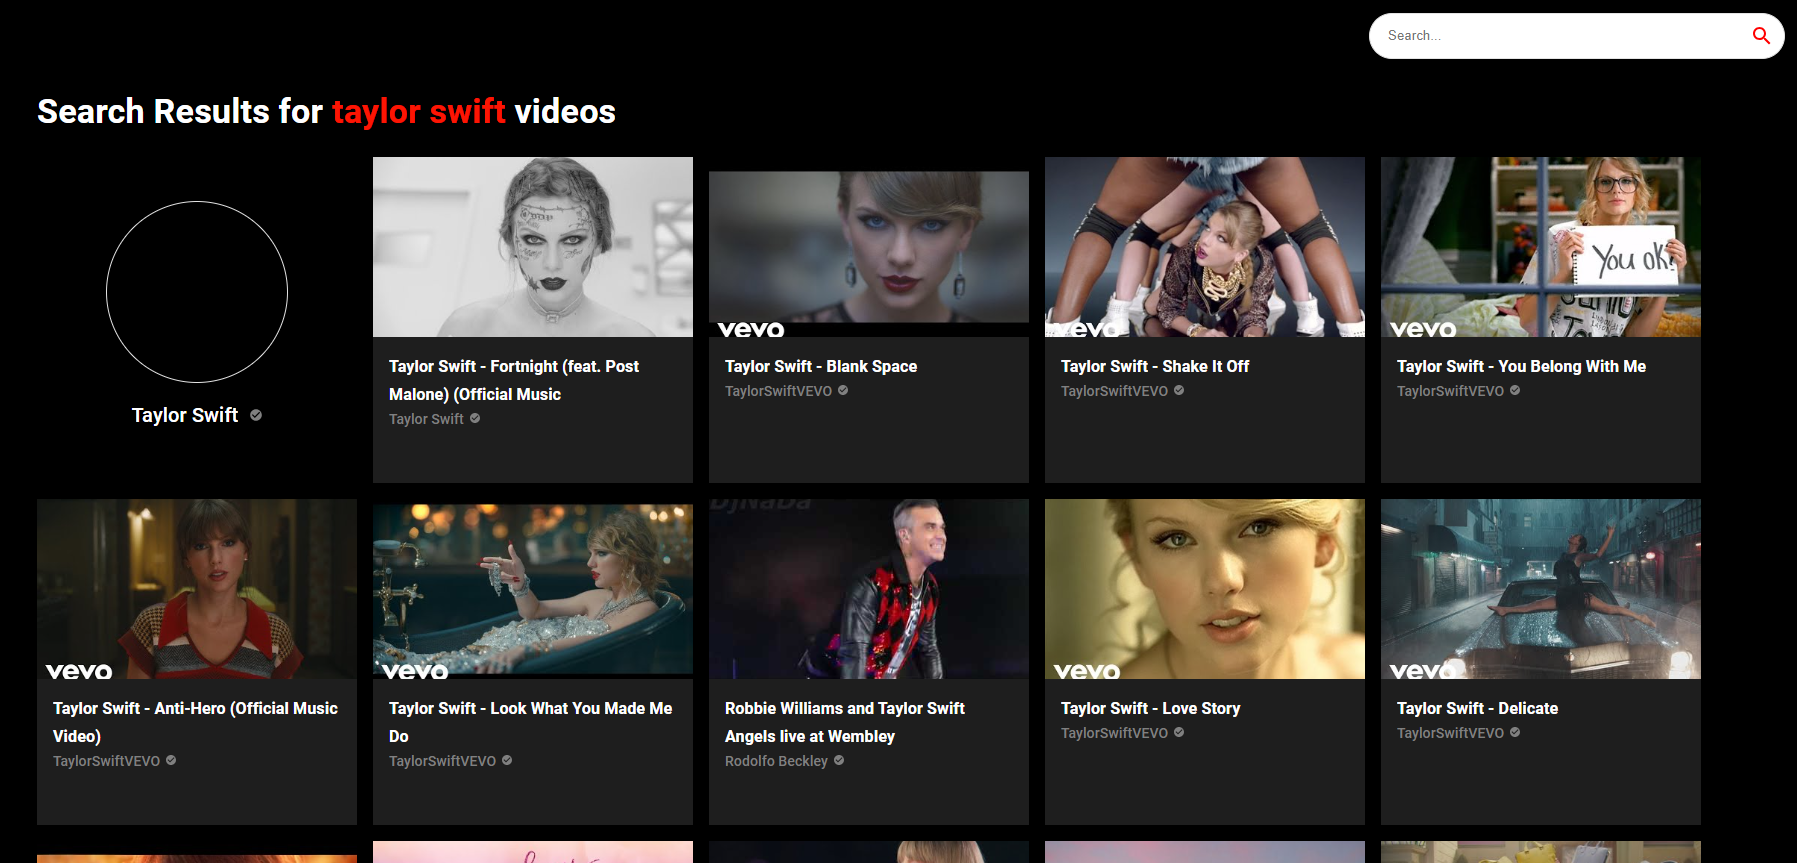 Search...
Search Results for taylor swift videos
Taylor Swift
Taylor Swift - Fortnight (feat. Post
Malone) (Official Music
Taylor Swift
vevo
Taylor Swift - Blank Space
TaylorSwiftVEVO
vevo
Taylor Swift - Shake It Off
TaylorSwiftVEVO
You OK?
vevo
Taylor Swift - You Belong With Me
TaylorSwiftVEVO
vevo
Taylor Swift - Anti-Hero (Official Music
Video)
TaylorSwiftVEVO
vevo
Taylor Swift - Look What You Made Me
Do
TaylorSwiftVEVO
DjNaDa
Robbie Williams and Taylor Swift
Angels live at Wembley
Rodolfo Beckley
vevo
Taylor Swift - Love Story
TaylorSwiftVEVO
vevo
Taylor Swift - Delicate
TaylorSwiftVEVO